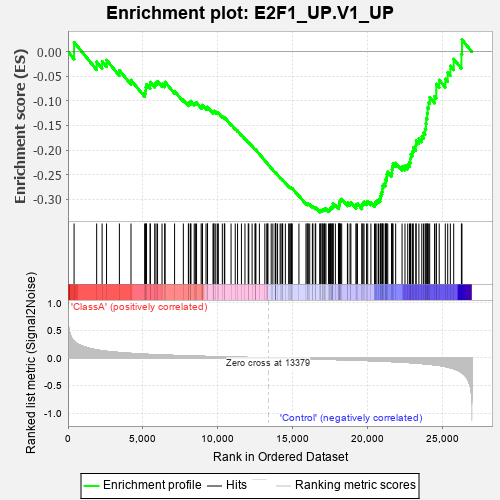 Enrichment plot: E2F1_UP.V1_UP
Enrichment score (ES)
0.00
-0.05
-0.10
-0.15
-0.20
-0.25
-0.30
Ranked list metric (Signal2Noise)
1.0
0.5
0.0
-0.5
-1.0
'ClassA' (positively correlated)
Zero cross at 13379
'Control' (negatively correlated)
0
5,000
10,000
15,000
20,000
25,000
Rank in Ordered Dataset
Enrichment profile
Hits
Ranking metric scores